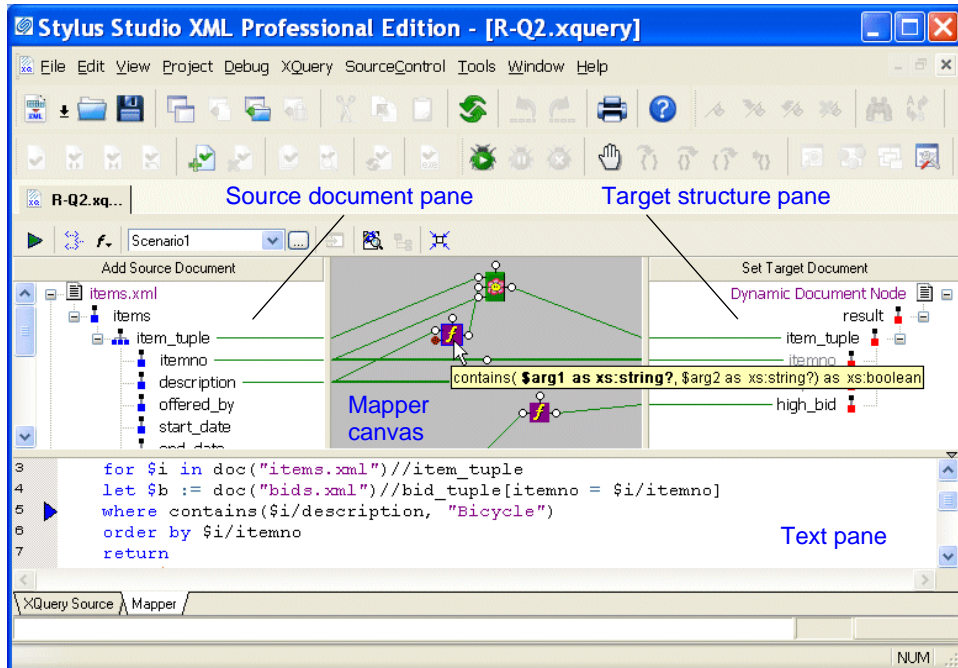 Stylus Studio XML Professional Edition - [R-Q2.xquery]
File Edit View Project Debug XQuery SourceControl Tools Window Help
XML
R-Q2.xq...
Source document pane
Target structure pane
Scenario1
Add Source Document
Set Target Document
items.xml
items
item_tuple
itemno
description
offered_by
start_date
end_date
Mapper
canvas
contains( $arg1 as xs:string?, $arg2 as xs:string?) as xs:boolean
Dynamic Document Node
result
item_tuple
itemno
high_bid
3 for $i in doc("items.xml")//item_tuple
4 let $b := doc("bids.xml")//bid_tuple[itemno = $i/itemno]
5 where contains($i/description, "Bicycle")
6 order by $i/itemno
7 return
Text pane
XQuery Source
Mapper
NUM